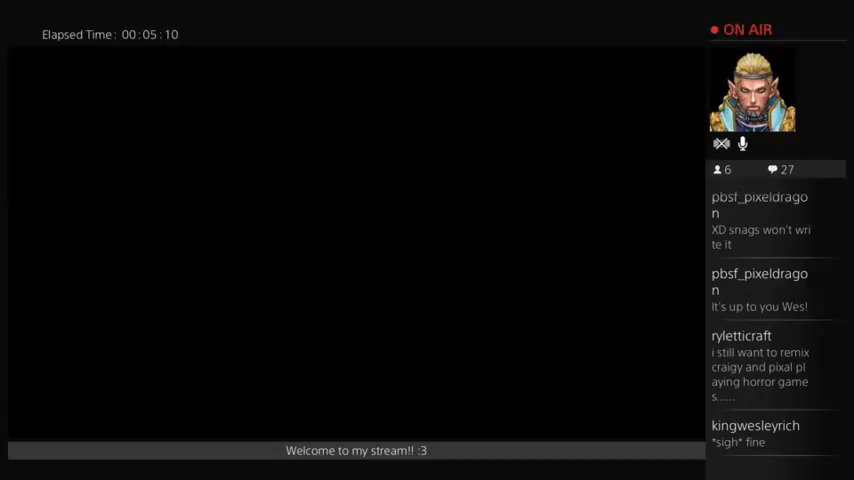 Elapsed Time: 00:05:10
ON AIR
6 27
pbsf_pixeldrago
n
XD snags won't wri
te it
pbsf_pixeldrago
n
It's up to you Wes!
ryletticraft
i still want to remix
craigy and pixal pl
aying horror game
s......
kingwesleyrich
*sigh* fine
Welcome to my stream!! :3